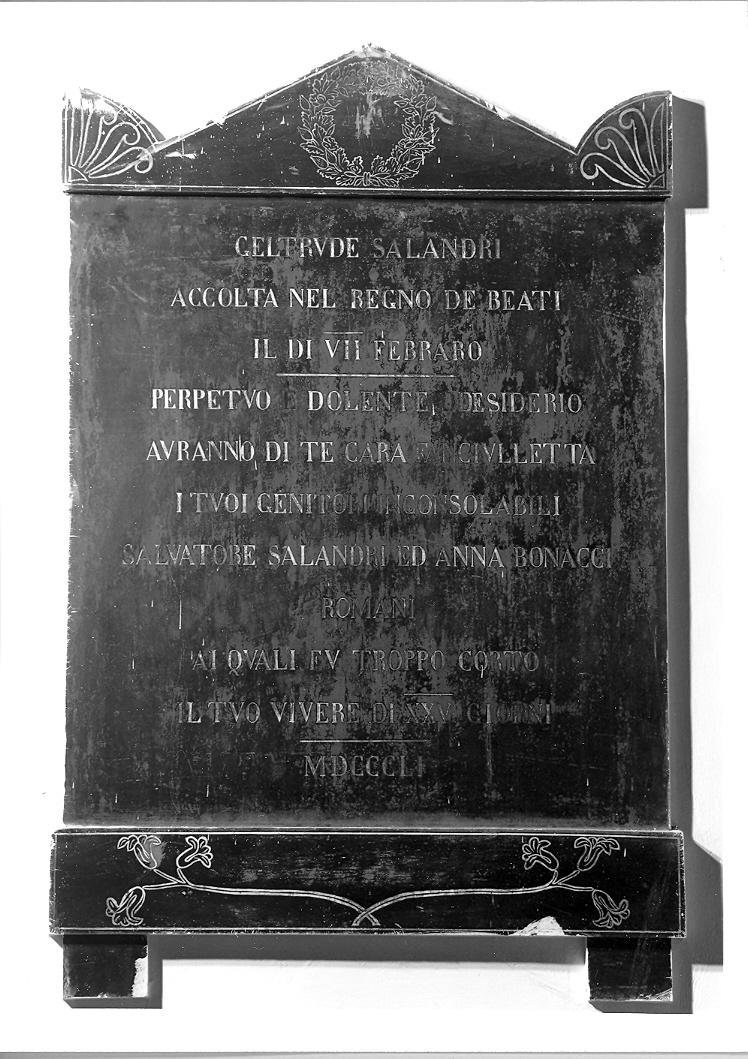 GELTRVDE SALANDRI
ACCOLTA NEL REGNO DE BEATI
IL DI VII FEBRARO
PERPETVO E DOLENTE DESIDERIO
AVRANNO DI TE CARA FANCIVLLETTA
I TVOI GENITORI INCONSOLABILI
SALVATORE SALANDRI ED ANNA BONACCI
ROMANI
AI QVALI FV TROPPO CORTO
IL TVO VIVERE DI XXV GIORNI
MDCCCLI